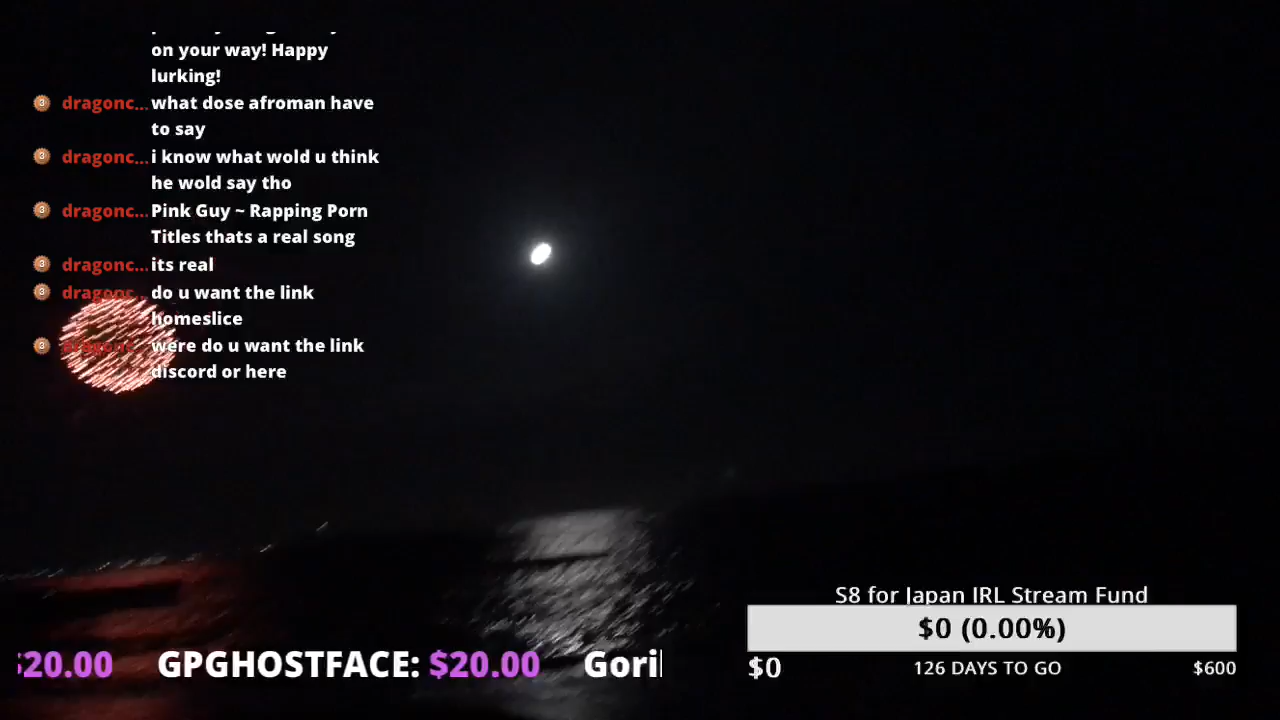 on your way! Happy
lurking!
dragonc... what dose afroman have
to say
dragonc... i know what wold u think
he wold say tho
dragonc... Pink Guy ~ Rapping Porn
Titles thats a real song
dragonc... its real
dragonc... do u want the link
homeslice
dragonc... were do u want the link
discord or here
S8 for Japan IRL Stream Fund
$0 (0.00%)
$0 126 DAYS TO GO $600
$20.00 GPGHOSTFACE: $20.00 Gori